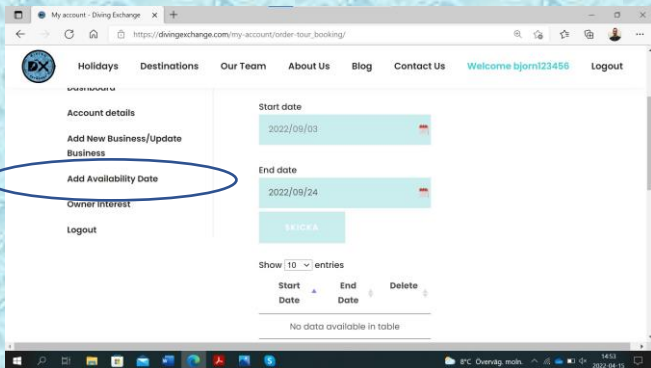 My account - Diving Exchange
https://divingexchange.com/my-account/order-tour_booking/
DX
Holidays Destinations Our Team About Us Blog Contact Us Welcome bjorn123456 Logout
Dashboard
Account details
Add New Business/Update
Business
Add Availability Date
Owner Interest
Logout
Start date
2022/09/03
End date
2022/09/24
SKICKA
Show 10 entries
Start
Date
End
Date
Delete
No data available in table
8°C Överväg. moln.
14:53
2022-04-15